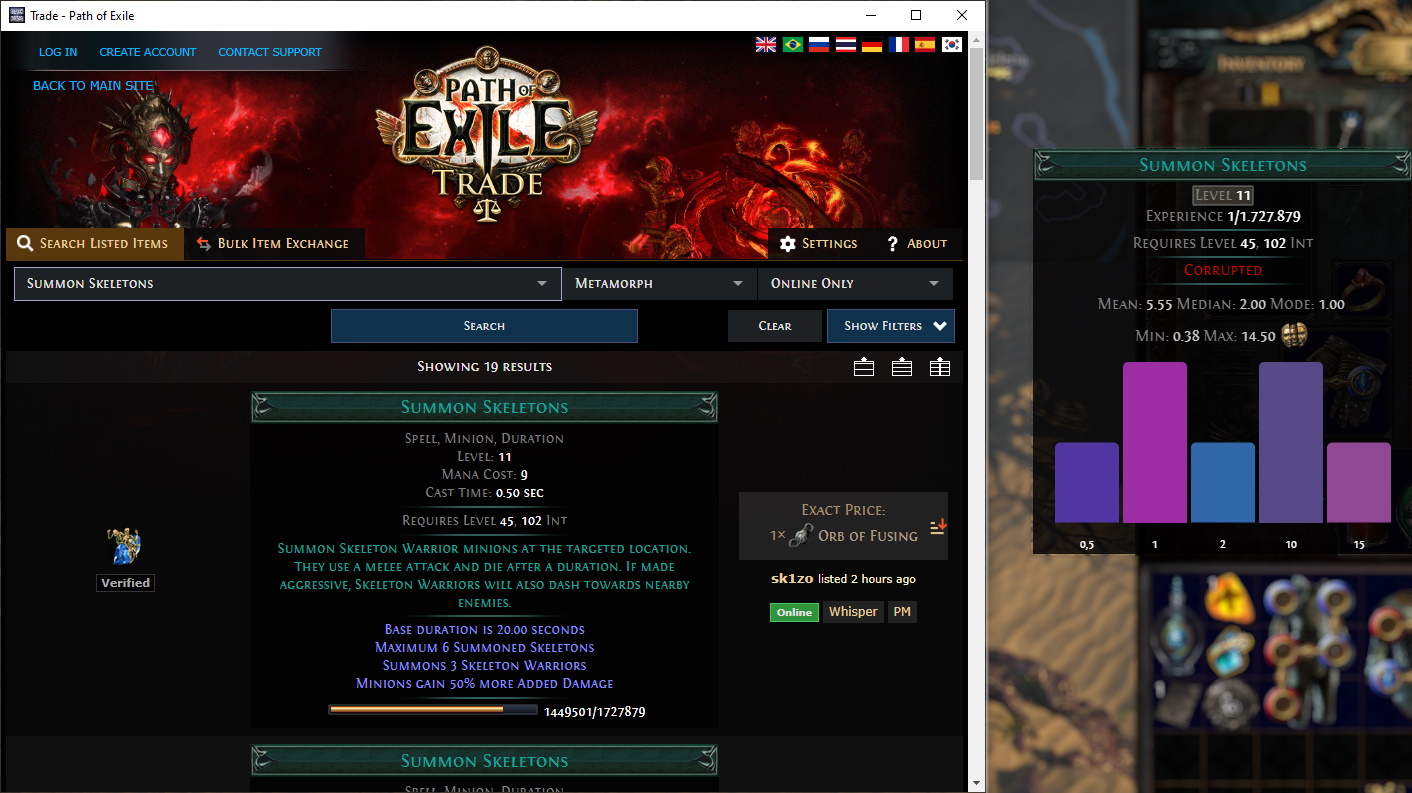 Trade - Path of Exile
LOG IN CREATE ACCOUNT CONTACT SUPPORT
BACK TO MAIN SITE
PATH OF
EXILE
TRADE
Search Listed Items Bulk Item Exchange Settings ? About
Summon Skeletons Metamorph Online Only
Search Clear Show Filters
Showing 19 results
Summon Skeletons
Spell, Minion, Duration
Level: 11
Mana Cost: 9
Cast Time: 0.50 sec
Requires Level 45, 102 Int
Summon Skeleton Warrior minions at the targeted location.
They use a melee attack and die after a duration. If made
aggressive, Skeleton Warriors will also dash towards nearby
enemies.
Base duration is 20.00 seconds
Maximum 6 Summoned Skeletons
Summons 3 Skeleton Warriors
Minions gain 50% more Added Damage
1449501/1727879
Verified
Exact Price:
1× Orb of Fusing
sk1zo listed 2 hours ago
Online Whisper PM
Summon Skeletons
Spell, Minion, Duration
Inventory
Summon Skeletons
Level 11
Experience 1/1.727.879
Requires Level 45, 102 Int
Corrupted
Mean: 5.55 Median: 2.00 Mode: 1.00
Min: 0.38 Max: 14.50
0,5 1 2 10 15